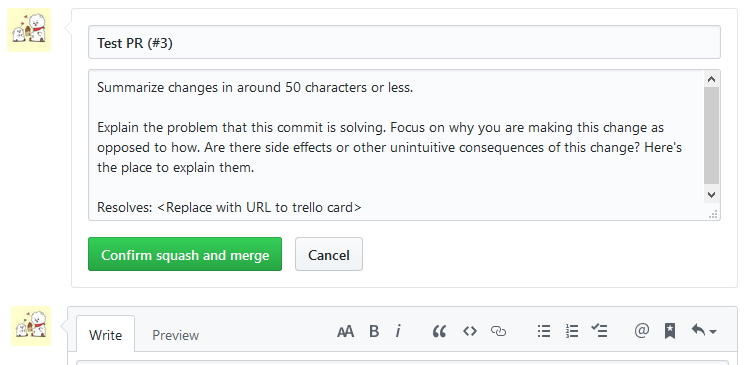 Test PR (#3)
Summarize changes in around 50 characters or less.
Explain the problem that this commit is solving. Focus on why you are making this change as
opposed to how. Are there side effects or other unintuitive consequences of this change? Here's
the place to explain them.
Resolves: <Replace with URL to trello card>
Confirm squash and merge Cancel
Write Preview AA B i “ <> @